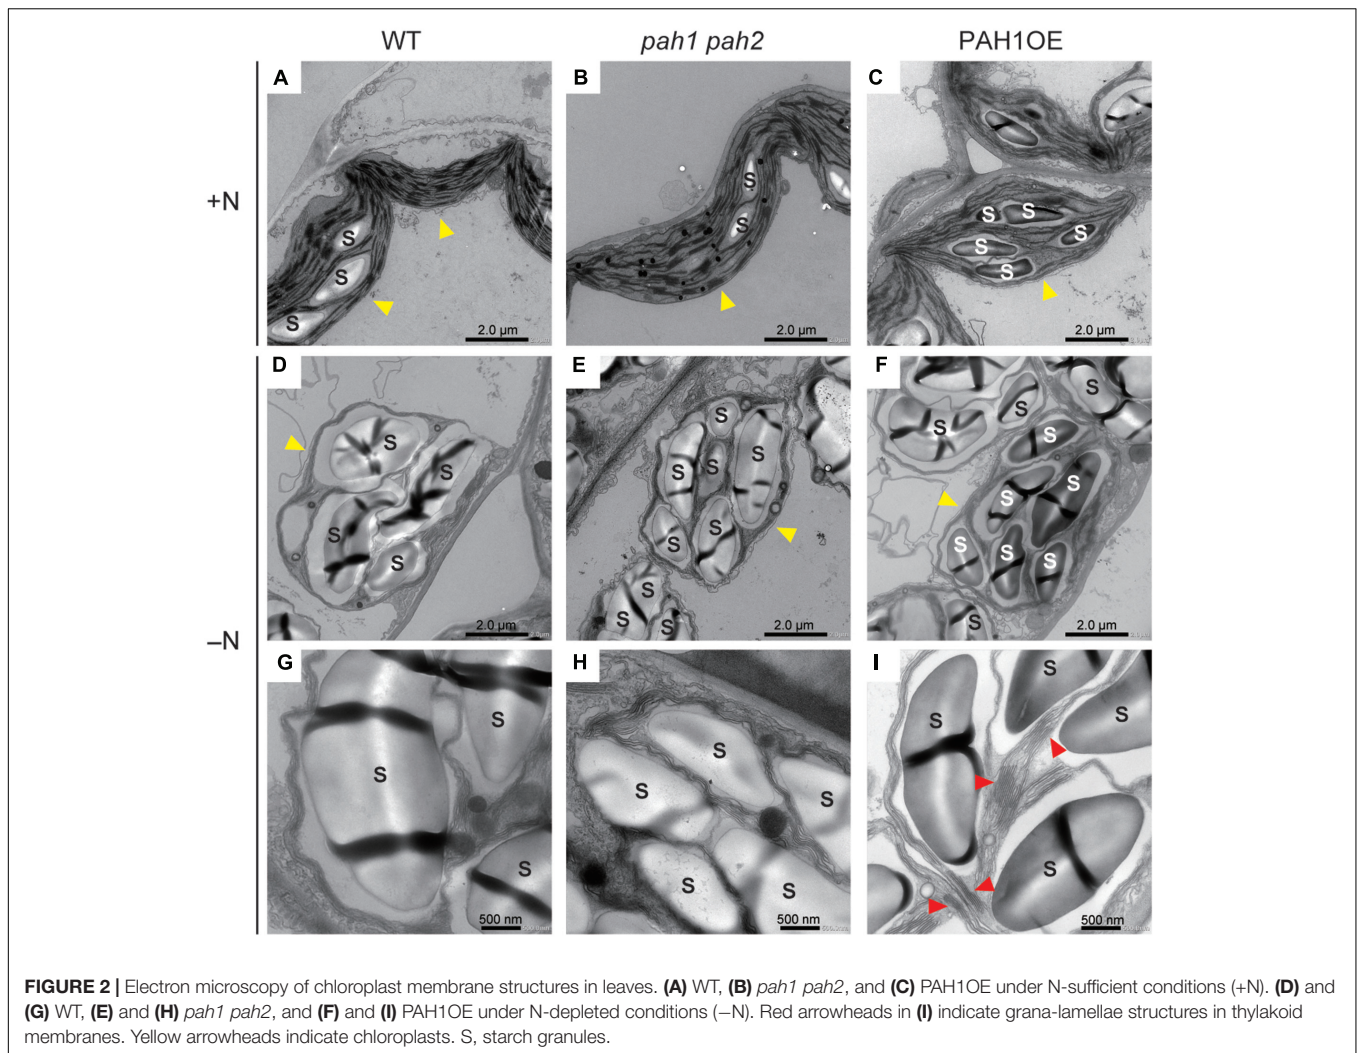 WT pah1 pah2 PAH1OE
+N
A B C
S S S S S S S S S S
2.0 µm 2.0 µm 2.0 µm
–N
D E F
S S S S S S S S S S S S S S S S S S S S S S S
2.0 µm 2.0 µm 2.0 µm
G H I
S S S S S S S S S S S
500 nm 500 nm 500 nm
FIGURE 2 | Electron microscopy of chloroplast membrane structures in leaves. (A) WT, (B) pah1 pah2, and (C) PAH1OE under N-sufficient conditions (+N). (D) and
(G) WT, (E) and (H) pah1 pah2, and (F) and (I) PAH1OE under N-depleted conditions (−N). Red arrowheads in (I) indicate grana-lamellae structures in thylakoid
membranes. Yellow arrowheads indicate chloroplasts. S, starch granules.